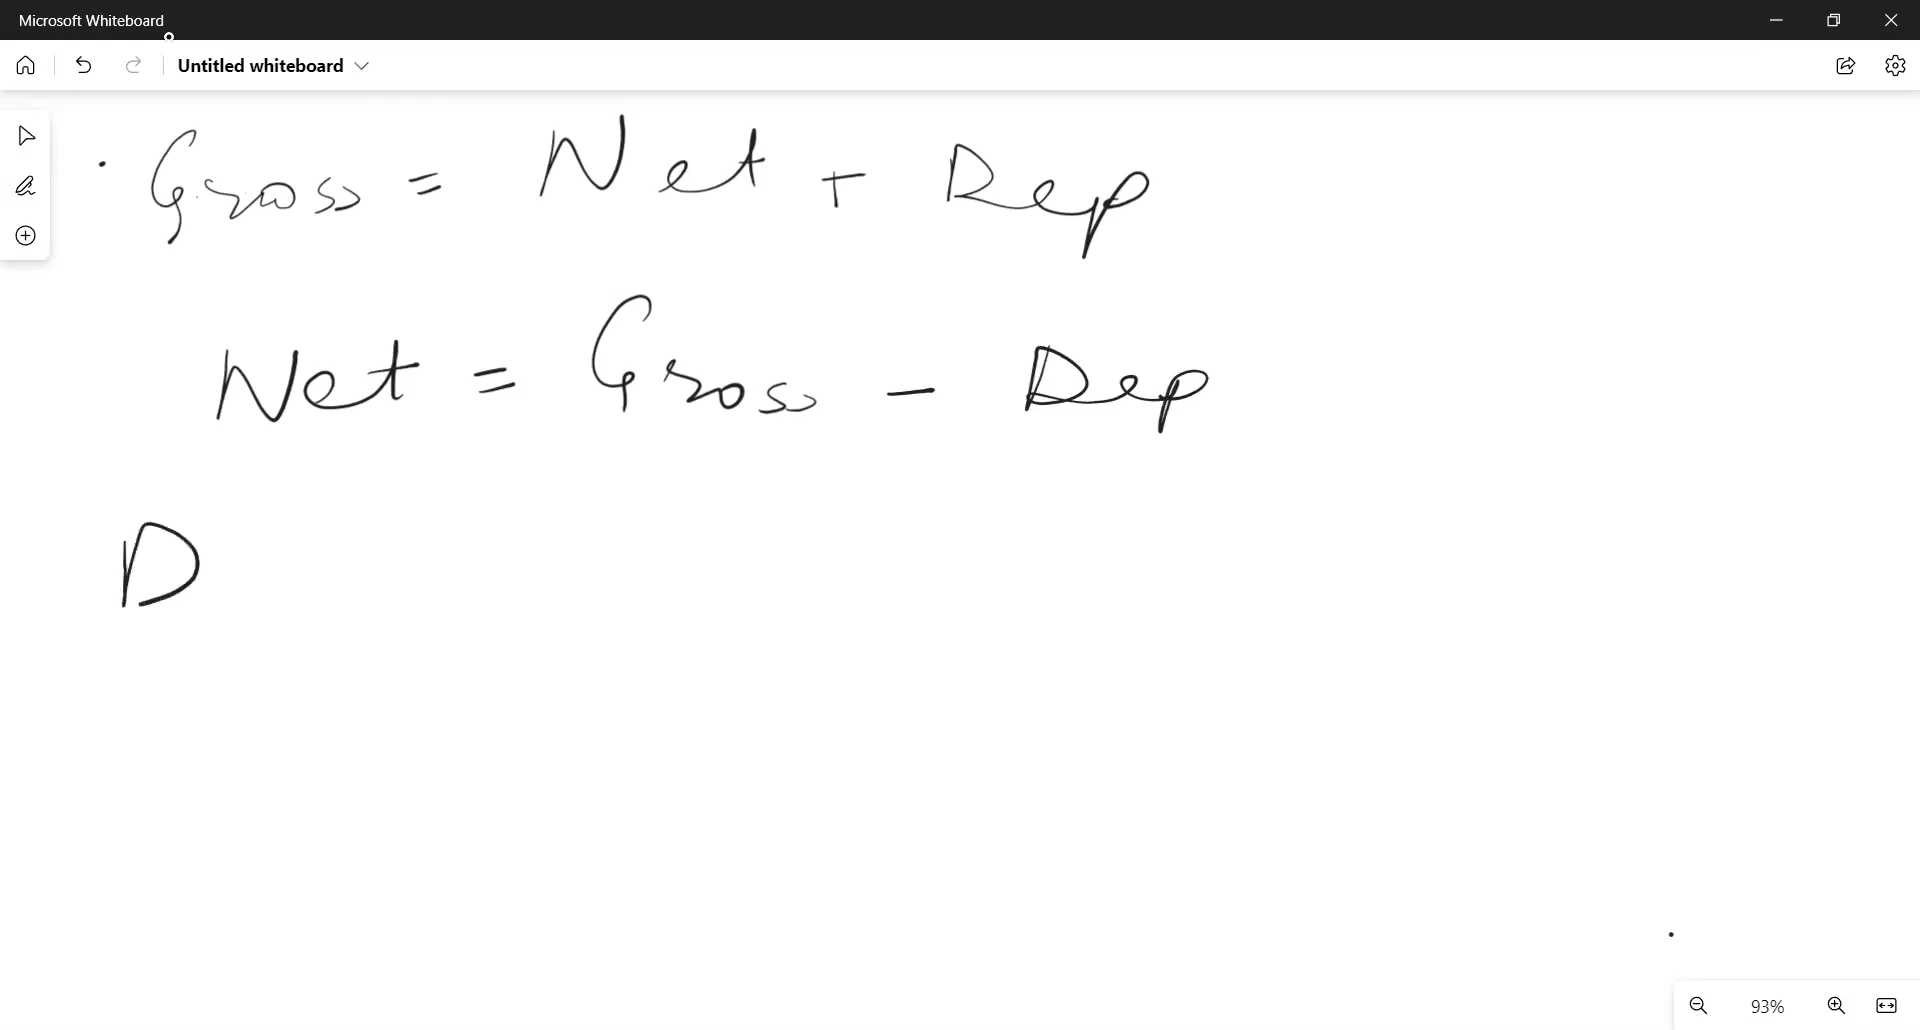 Microsoft Whiteboard
Untitled whiteboard
Gross = Net + Dep
Net = Gross - Dep
D
93%